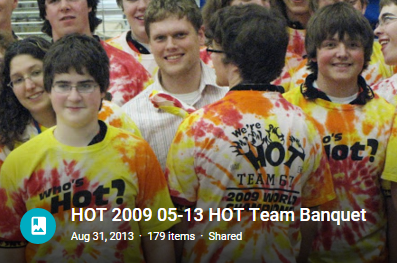 who's
Hot?
We're
HOT
TEAM 67
2009 WORLD
CHAMPIONS
who's
Hot?
HOT 2009 05-13 HOT Team Banquet
Aug 31, 2013 · 179 items · Shared